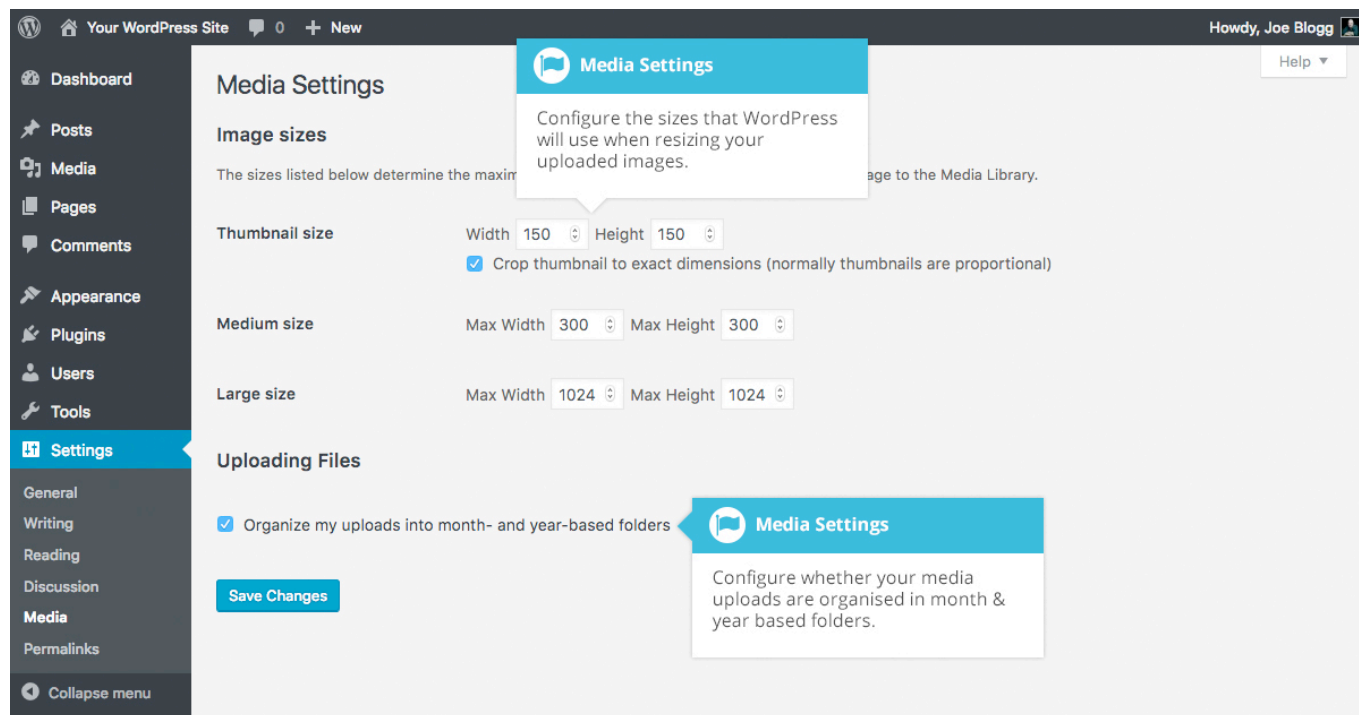 Your WordPress Site 0 + New Howdy, Joe Blogg
Help ▼
Dashboard
Posts
Media
Pages
Comments
Appearance
Plugins
Users
Tools
Settings
General
Writing
Reading
Discussion
Media
Permalinks
Collapse menu
Media Settings
Image sizes
The sizes listed below determine the maxim
age to the Media Library.
Media Settings
Configure the sizes that WordPress
will use when resizing your
uploaded images.
Thumbnail size Width 150 Height 150
Crop thumbnail to exact dimensions (normally thumbnails are proportional)
Medium size Max Width 300 Max Height 300
Large size Max Width 1024 Max Height 1024
Uploading Files
Organize my uploads into month- and year-based folders
Media Settings
Configure whether your media
uploads are organised in month &
year based folders.
Save Changes